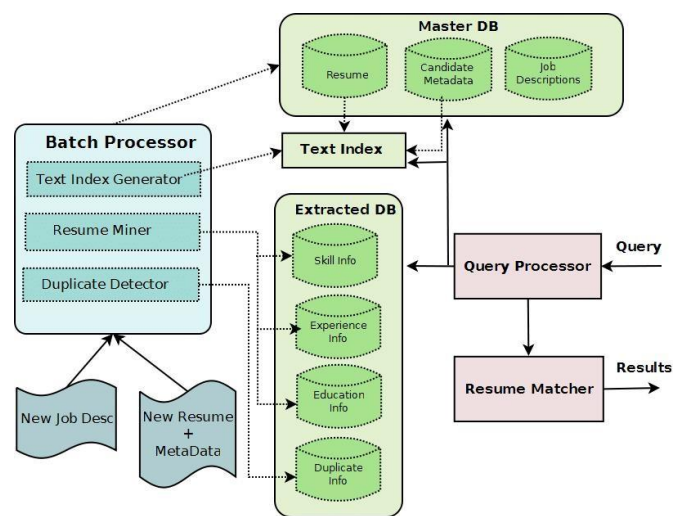 Master DB
Resume
Candidate
Metadata
Job
Descriptions
Batch Processor
Text Index Generator
Resume Miner
Duplicate Detector
Text Index
Extracted DB
Skill Info
Experience
Info
Education
Info
Duplicate
Info
Query Processor
Query
Resume Matcher
Results
New Job Desc
New Resume
+
MetaData